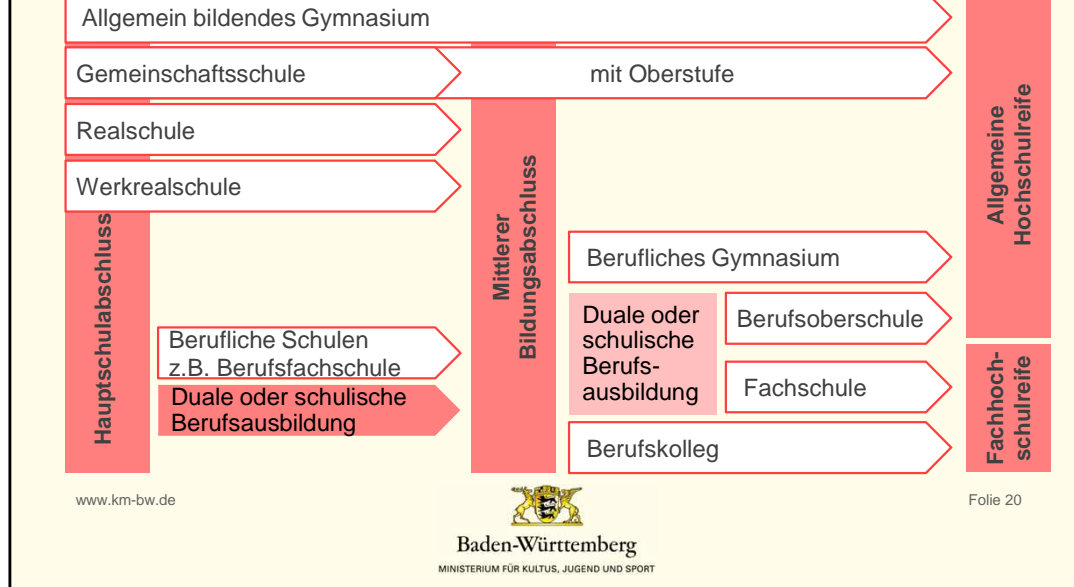 Allgemein bildendes Gymnasium
Gemeinschaftsschule
mit Oberstufe
Realschule
Werkrealschule
Hauptschulabschluss
Mittlerer
Bildungsabschluss
Allgemeine
Hochschulreife
Berufliches Gymnasium
Duale oder
schulische
Berufs-
ausbildung
Berufsoberschule
Berufliche Schulen
z.B. Berufsfachschule
Fachschule
Duale oder schulische
Berufsausbildung
Berufskolleg
Fachhoch-
schulreife
www.km-bw.de
Folie 20
Baden-Württemberg
MINISTERIUM FÜR KULTUS, JUGEND UND SPORT